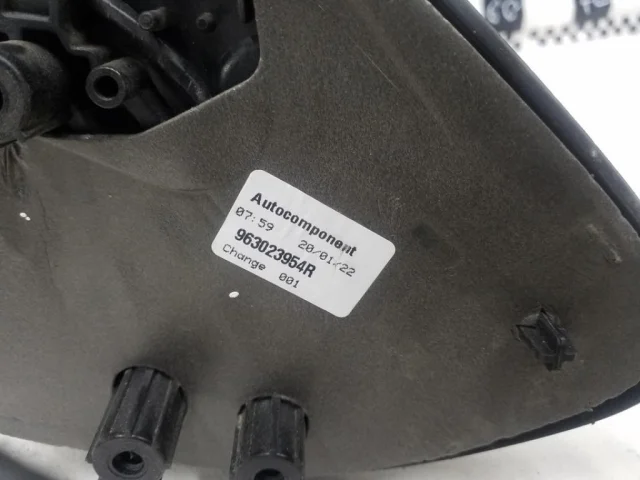 Autocomponent
07:59 20/01/22
963023954R
Change 001